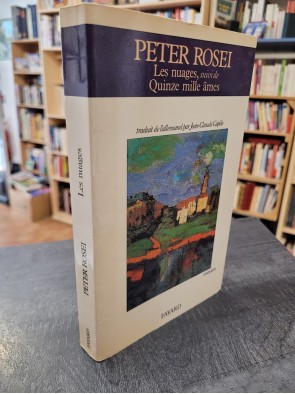 PETER ROSEI
Les nuages, suivi de
Quinze mille âmes
traduit de l'allemand par Jean-Claude Capèle
FAYARD
PETER ROSEI
Les nuages